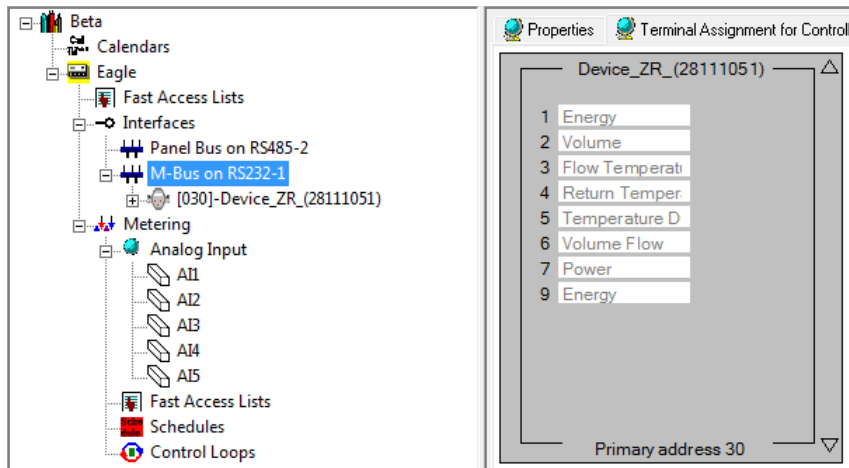 Beta
Calendars
Eagle
Fast Access Lists
Interfaces
Panel Bus on RS485-2
M-Bus on RS232-1
[030]-Device_ZR_(28111051)
Metering
Analog Input
AI1
AI2
AI3
AI4
AI5
Fast Access Lists
Schedules
Control Loops
Properties
Terminal Assignment for Controll
Device_ZR_(28111051)
1 Energy
2 Volume
3 Flow Temperatu
4 Return Temper
5 Temperature D
6 Volume Flow
7 Power
9 Energy
Primary address 30